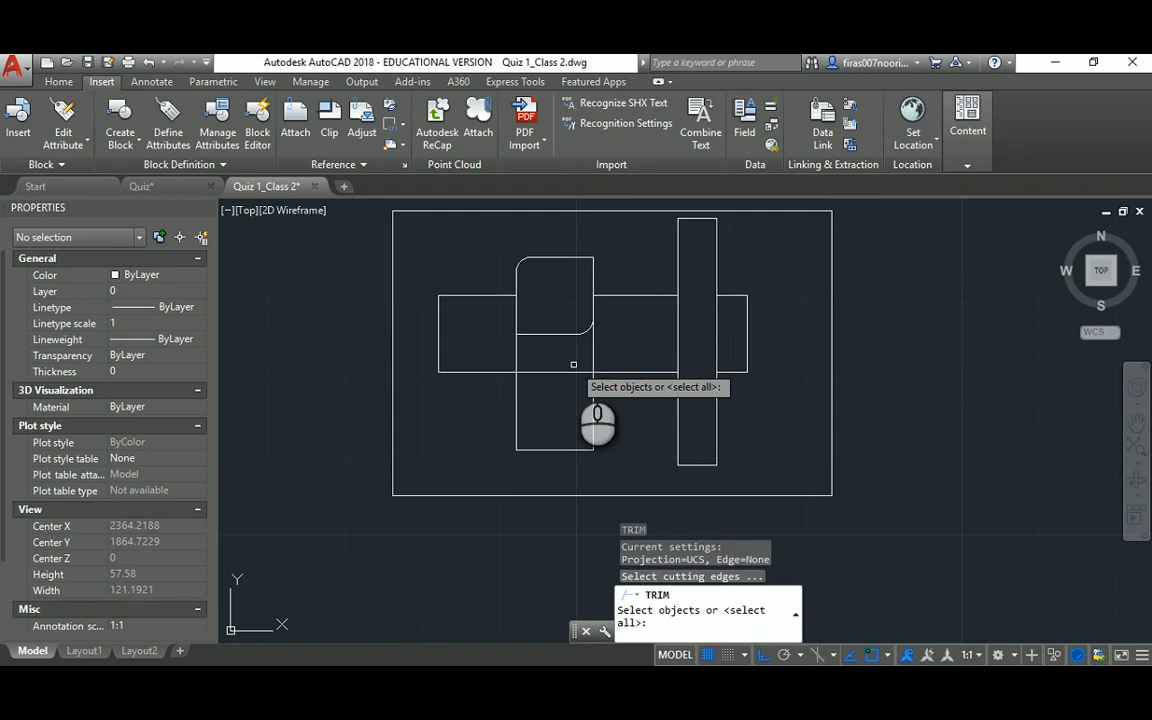 Autodesk AutoCAD 2018 - EDUCATIONAL VERSION Quiz 1_Class 2.dwg
Type a keyword or phrase
firas007noori...
Home Insert Annotate Parametric View Manage Output Add-ins A360 Express Tools Featured Apps
Insert
Edit Attribute
Create Block
Define Attributes
Manage Attributes
Block Editor
Attach
Clip
Adjust
Autodesk ReCap
Attach
PDF Import
Recognize SHX Text
Recognition Settings
Combine Text
Field
Data Link
Set Location
Content
Block
Block Definition
Reference
Point Cloud
Import
Data
Linking & Extraction
Location
Start
Quiz*
Quiz 1_Class 2*
PROPERTIES
[−][Top][2D Wireframe]
No selection
General
Color ByLayer
Layer 0
Linetype ByLayer
Linetype scale 1
Lineweight ByLayer
Transparency ByLayer
Thickness 0
3D Visualization
Material ByLayer
Plot style
Plot style ByColor
Plot style table None
Plot table atta... Model
Plot table type Not available
View
Center X 2364.2188
Center Y 1864.7229
Center Z 0
Height 57.58
Width 121.1921
Misc
Annotation sc... 1:1
N
W TOP E
S
WCS
Select objects or <select all>:
Y
X
TRIM
Current settings:
Projection=UCS, Edge=None
Select cutting edges ...
TRIM
Select objects or <select
all>:
Model Layout1 Layout2
MODEL
1:1